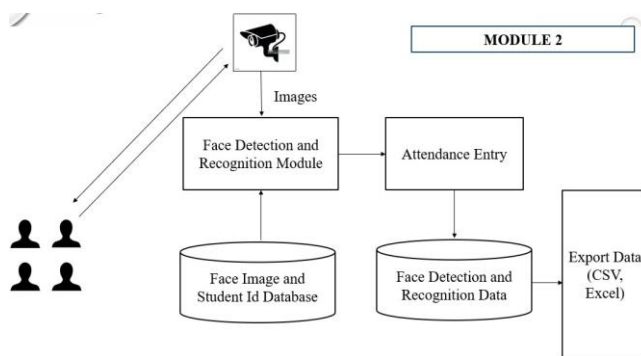 MODULE 2
Images
Face Detection and
Recognition Module
Attendance Entry
Face Image and
Student Id Database
Face Detection and
Recognition Data
Export Data
(CSV,
Excel)